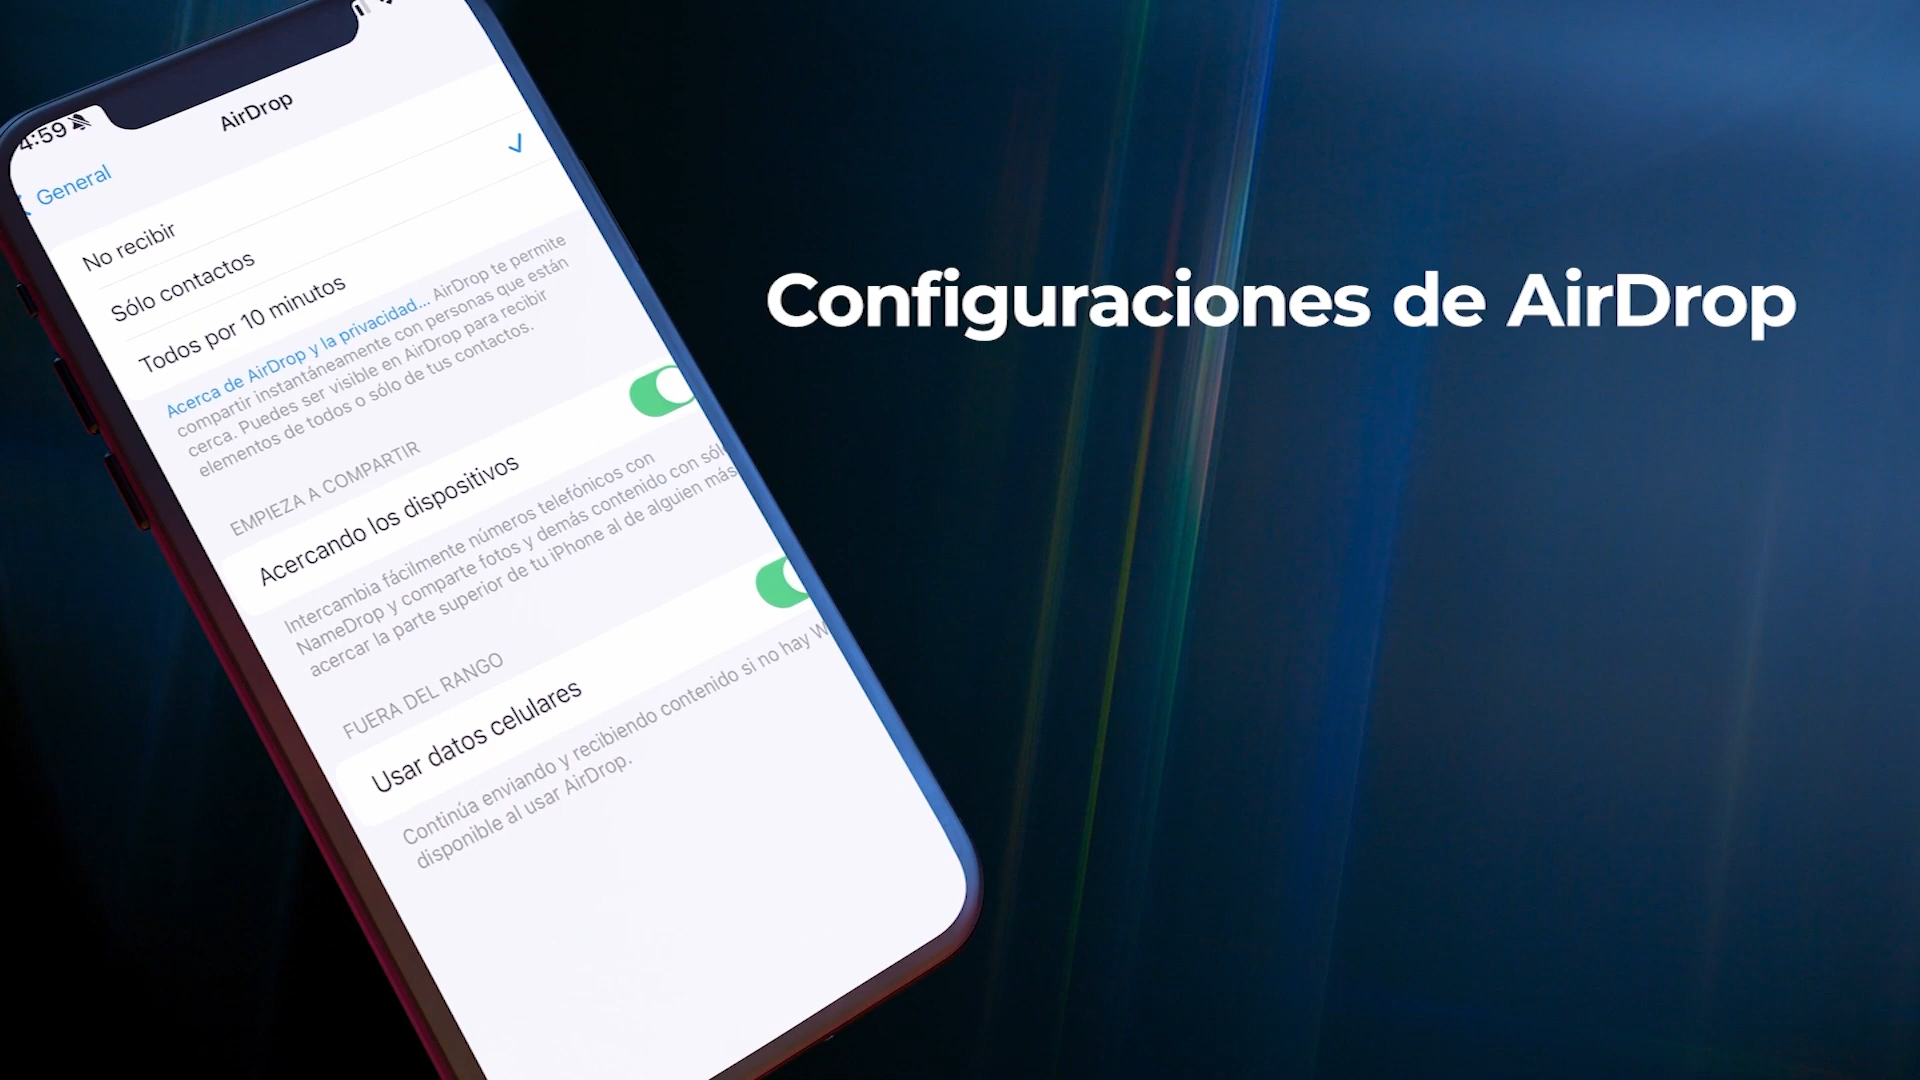 4:59
AirDrop
General
No recibir
Sólo contactos
Todos por 10 minutos
Acerca de AirDrop y la privacidad... AirDrop te permite
compartir instantáneamente con personas que están
cerca. Puedes ser visible en AirDrop para recibir
elementos de todos o sólo de tus contactos.
EMPIEZA A COMPARTIR
Acercando los dispositivos
Intercambia fácilmente números telefónicos con
NameDrop y comparte fotos y demás contenido con sól
acercar la parte superior de tu iPhone al de alguien más
FUERA DEL RANGO
Usar datos celulares
Continúa enviando y recibiendo contenido si no hay W
disponible al usar AirDrop.
Configuraciones de AirDrop